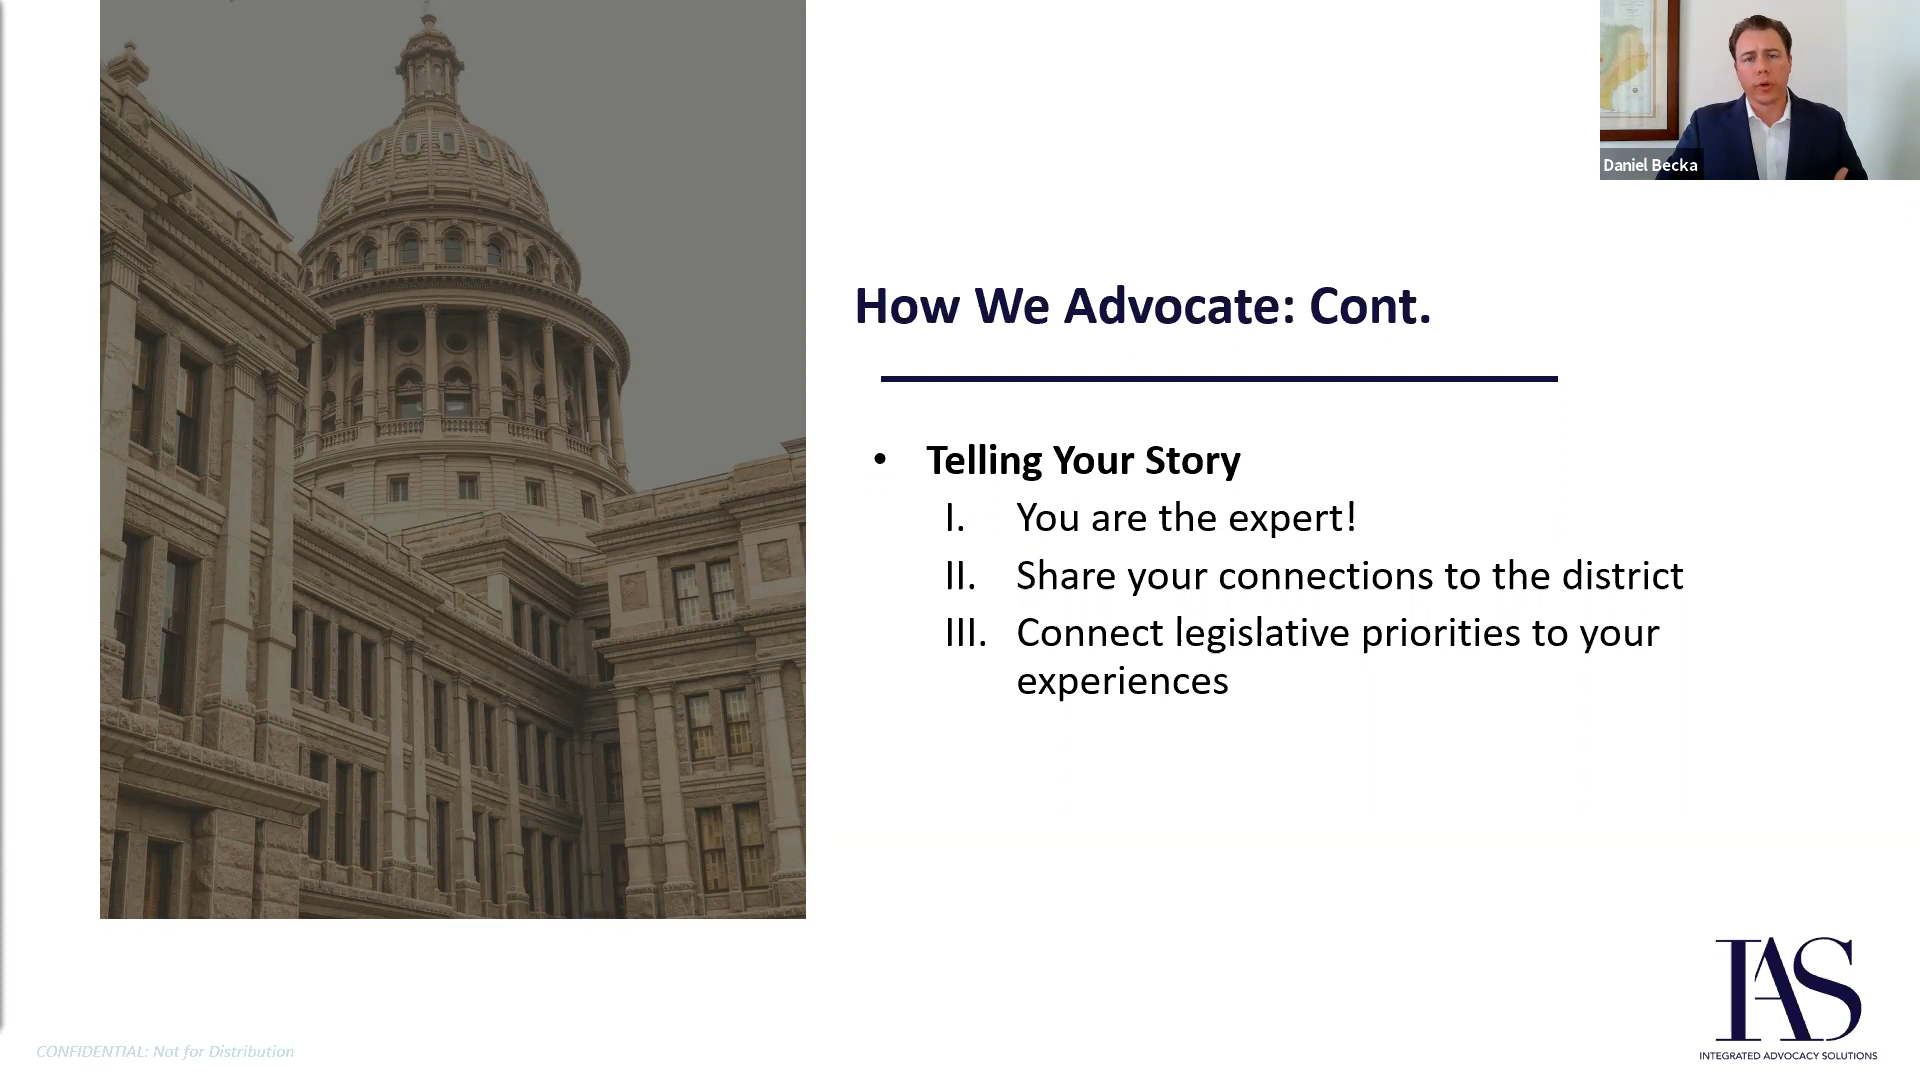 Daniel Becka
How We Advocate: Cont.
• Telling Your Story
I. You are the expert!
II. Share your connections to the district
III. Connect legislative priorities to your
experiences
IAS
INTEGRATED ADVOCACY SOLUTIONS
CONFIDENTIAL: Not for Distribution